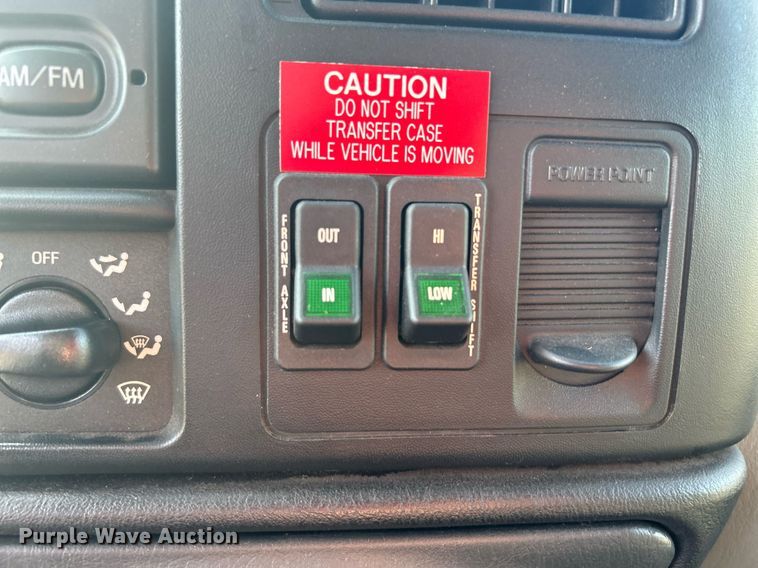 AM/FM
CAUTION
DO NOT SHIFT
TRANSFER CASE
WHILE VEHICLE IS MOVING
POWER POINT
FRONT AXLE
OUT
IN
HI
LOW
TRANSFER SHIFT
OFF
Purple Wave Auction